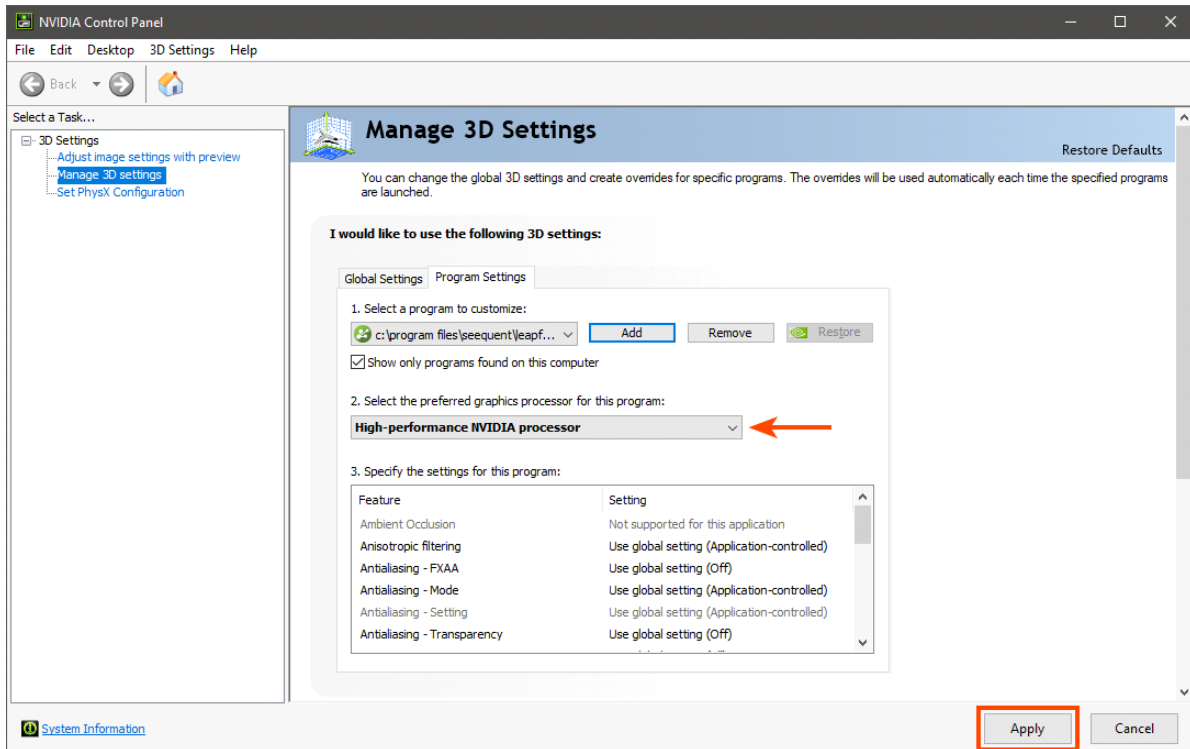 NVIDIA Control Panel
File Edit Desktop 3D Settings Help
Back
Select a Task...
3D Settings
Adjust image settings with preview
Manage 3D settings
Set PhysX Configuration
Manage 3D Settings
Restore Defaults
You can change the global 3D settings and create overrides for specific programs. The overrides will be used automatically each time the specified programs
are launched.
I would like to use the following 3D settings:
Global Settings Program Settings
1. Select a program to customize:
c:\program files\seequent\leapf... Add Remove Restore
Show only programs found on this computer
2. Select the preferred graphics processor for this program:
High-performance NVIDIA processor
3. Specify the settings for this program:
Feature Setting
Ambient Occlusion Not supported for this application
Anisotropic filtering Use global setting (Application-controlled)
Antialiasing - FXAA Use global setting (Off)
Antialiasing - Mode Use global setting (Application-controlled)
Antialiasing - Setting Use global setting (Application-controlled)
Antialiasing - Transparency Use global setting (Off)
System Information
Apply Cancel